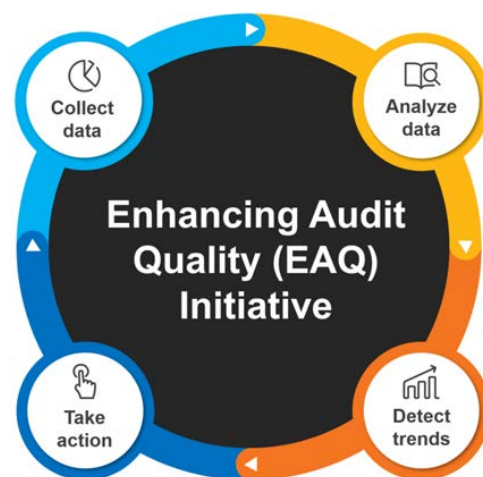 Collect
data
Analyze
data
Enhancing Audit
Quality (EAQ)
Initiative
Take
action
Detect
trends